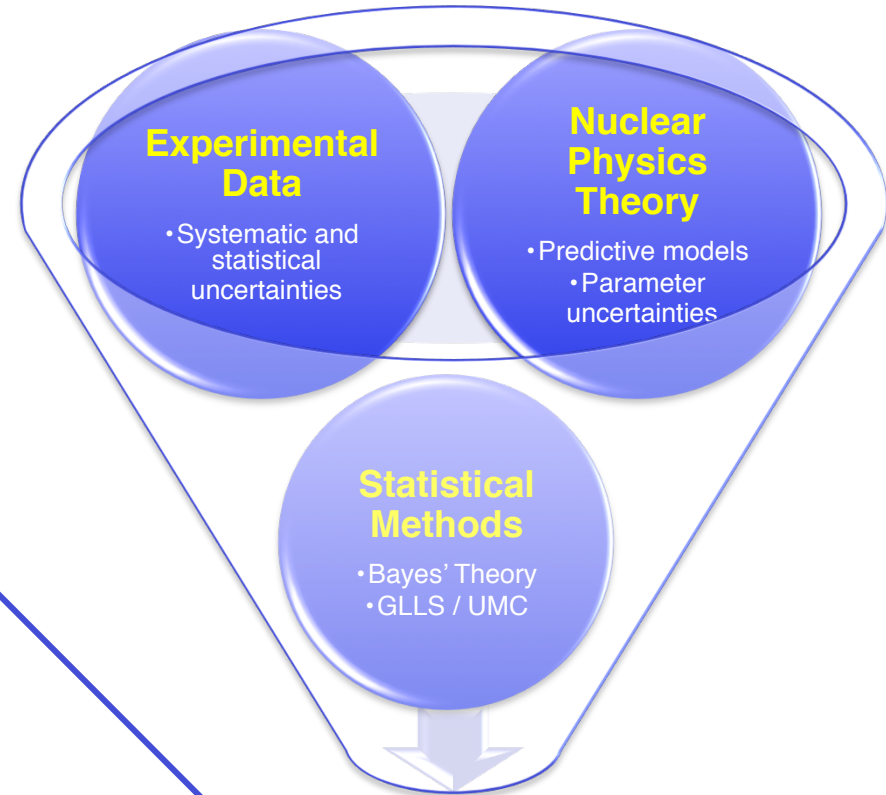 Experimental
Data
•Systematic and
statistical
uncertainties
Nuclear
Physics
Theory
•Predictive models
•Parameter
uncertainties
Statistical
Methods
•Bayes’ Theory
•GLLS / UMC